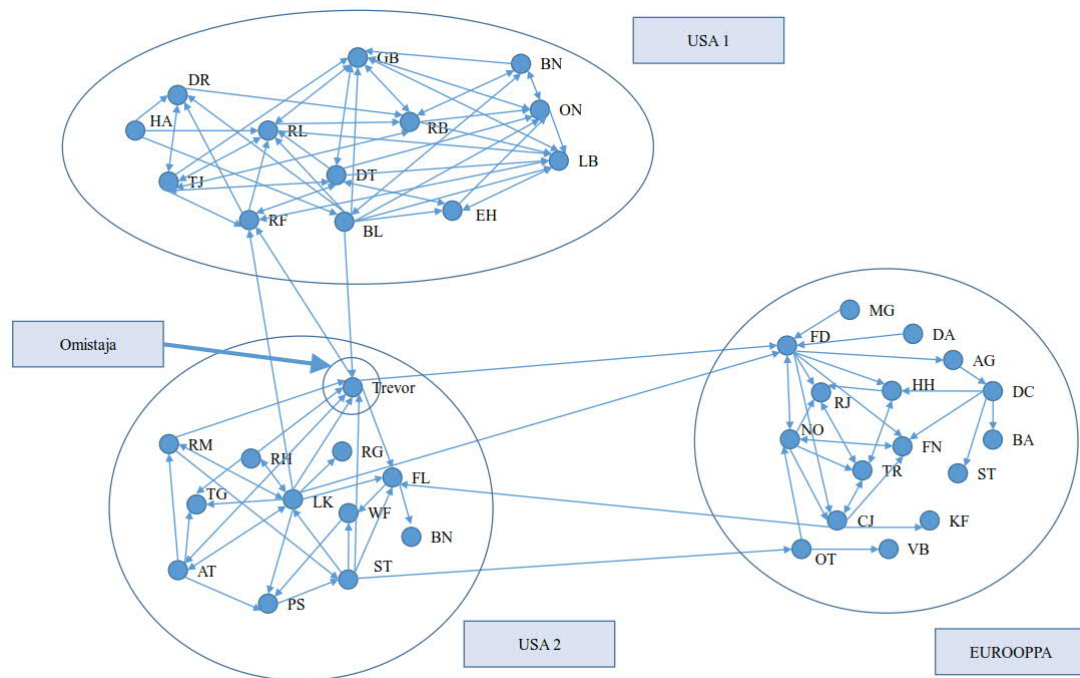 USA 1
GB
BN
DR
ON
HA
RL
RB
LB
TJ
DT
EH
RF
BL
Omistaja
Trevor
MG
FD
DA
AG
HH
DC
RJ
NO
FN
BA
TR
ST
CJ
KF
OT
VB
RM
RH
RG
FL
TG
LK
WF
BN
AT
ST
PS
USA 2
EUROOPPA